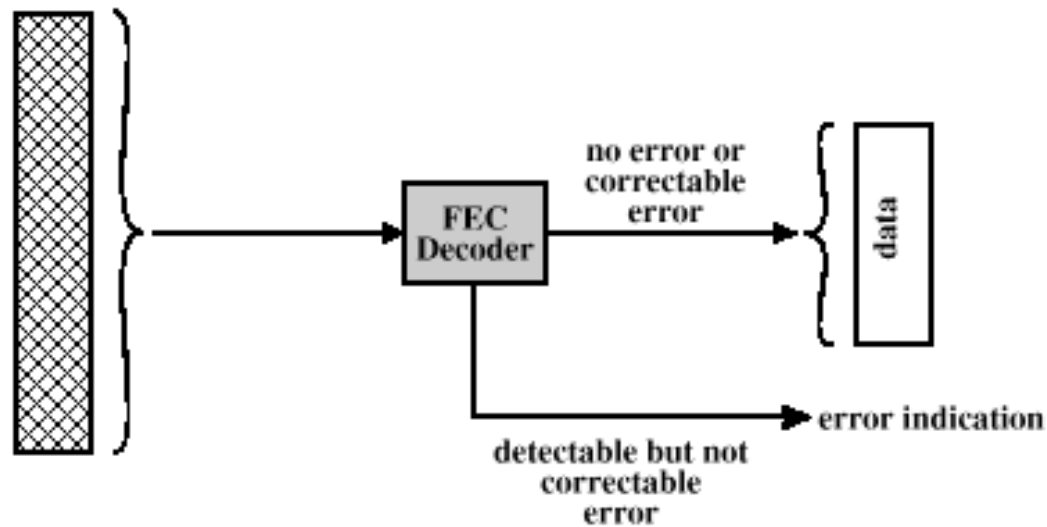 no error or
correctable
error
FEC
Decoder
data
error indication
detectable but not
correctable
error